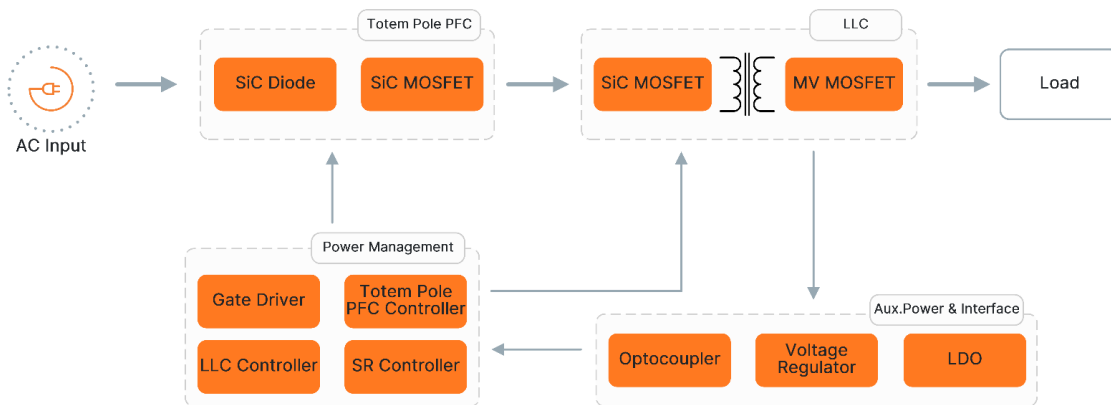 Totem Pole PFC
LLC
SiC Diode
SiC MOSFET
SiC MOSFET
MV MOSFET
Load
AC Input
Power Management
Gate Driver
Totem Pole
PFC Controller
LLC Controller
SR Controller
Aux.Power & Interface
Optocoupler
Voltage
Regulator
LDO